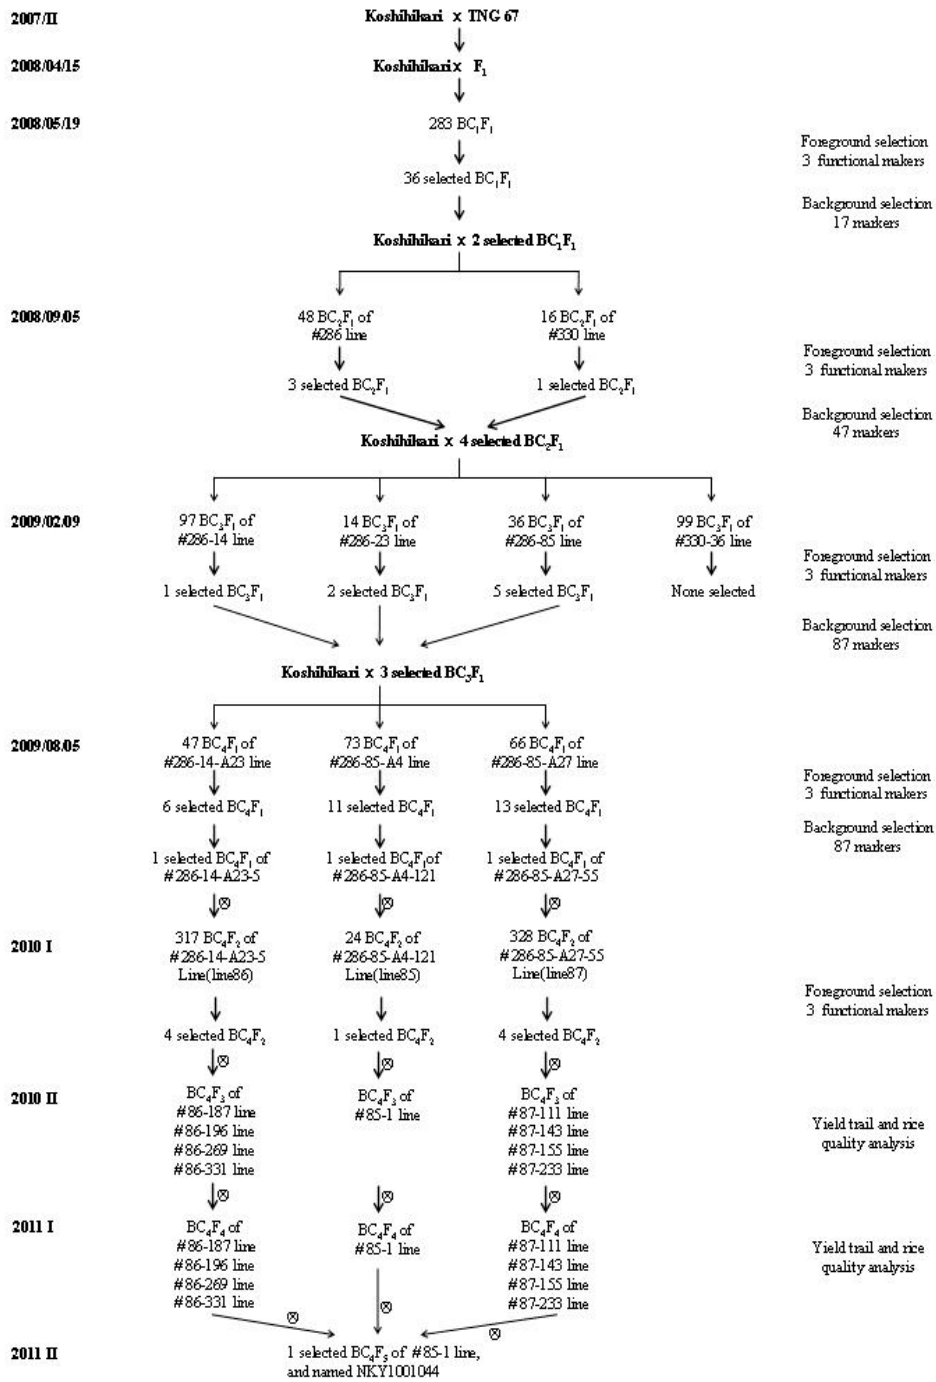 2007/II
Koshihikari x TNG 67
2008/04/15
Koshihikari x F1
2008/05/19
283 BC1F1
Foreground selection
3 functional makers
36 selected BC1F1
Background selection
17 markers
Koshihikari x 2 selected BC1F1
2008/09/05
48 BC2F1 of
#286 line
16 BC2F1 of
#330 line
Foreground selection
3 functional makers
3 selected BC2F1
1 selected BC2F1
Background selection
47 markers
Koshihikari x 4 selected BC2F1
2009/02/09
97 BC3F1 of
#286-14 line
14 BC3F1 of
#286-23 line
36 BC3F1 of
#286-85 line
99 BC3F1 of
#330-36 line
Foreground selection
3 functional makers
1 selected BC3F1
2 selected BC3F1
5 selected BC3F1
None selected
Background selection
87 markers
Koshihikari x 3 selected BC3F1
2009/08/05
47 BC4F1 of
#286-14-A23 line
73 BC4F1 of
#286-85-A4 line
66 BC4F1 of
#286-85-A27 line
Foreground selection
3 functional makers
6 selected BC4F1
11 selected BC4F1
13 selected BC4F1
Background selection
87 markers
1 selected BC4F1 of
#286-14-A23-5
1 selected BC4F1of
#286-85-A4-121
1 selected BC4F1 of
#286-85-A27-55
2010 I
317 BC4F2 of
#286-14-A23-5
Line(line86)
24 BC4F2 of
#286-85-A4-121
Line(line85)
328 BC4F2 of
#286-85-A27-55
Line(line87)
Foreground selection
3 functional makers
4 selected BC4F2
1 selected BC4F2
4 selected BC4F2
2010 II
BC4F3 of
#86-187 line
#86-196 line
#86-269 line
#86-331 line
BC4F3 of
#85-1 line
BC4F3 of
#87-111 line
#87-143 line
#87-155 line
#87-233 line
Yield trail and rice
quality analysis
2011 I
BC4F4 of
#86-187 line
#86-196 line
#86-269 line
#86-331 line
BC4F4 of
#85-1 line
BC4F4 of
#87-111 line
#87-143 line
#87-155 line
#87-233 line
Yield trail and rice
quality analysis
2011 II
1 selected BC4F5 of #85-1 line,
and named NKY1001044